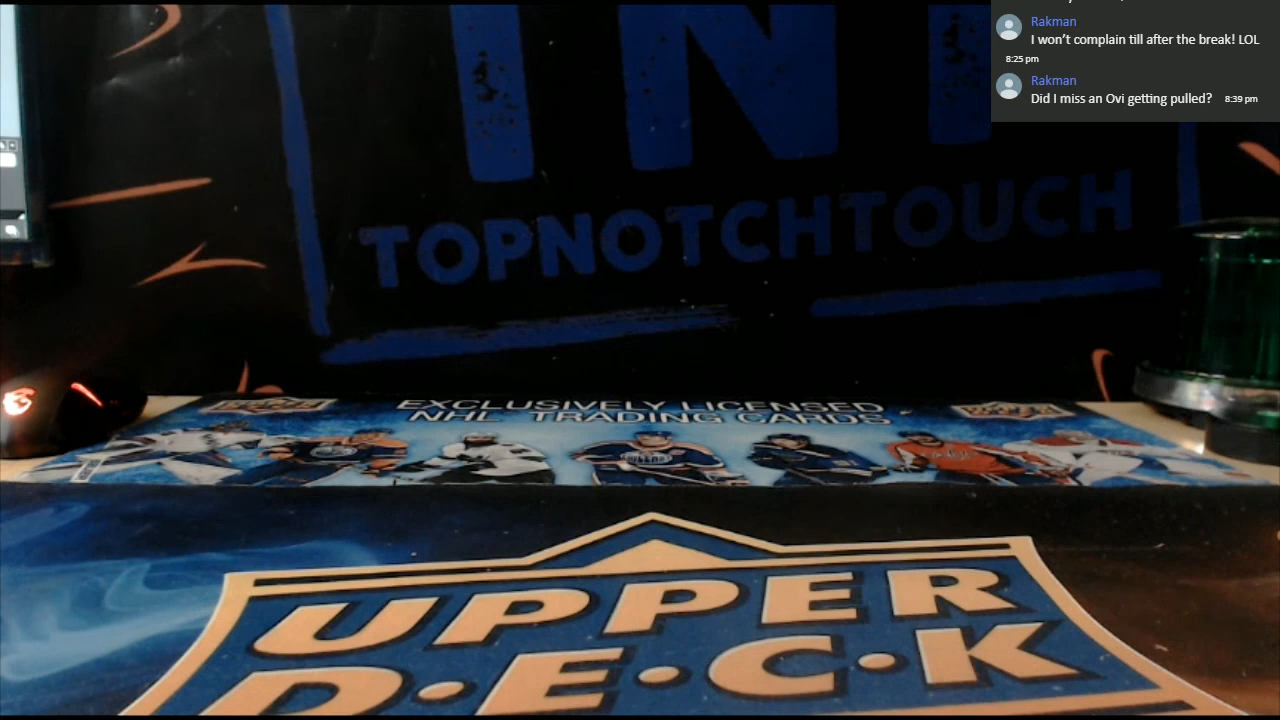 Rakman
I won't complain till after the break! LOL
8:25 pm
Rakman
Did I miss an Ovi getting pulled? 8:39 pm
TNT
TOPNOTCHTOUCH
EXCLUSIVELY LICENSED
NHL TRADING CARDS
UPPER
D•E•C•K